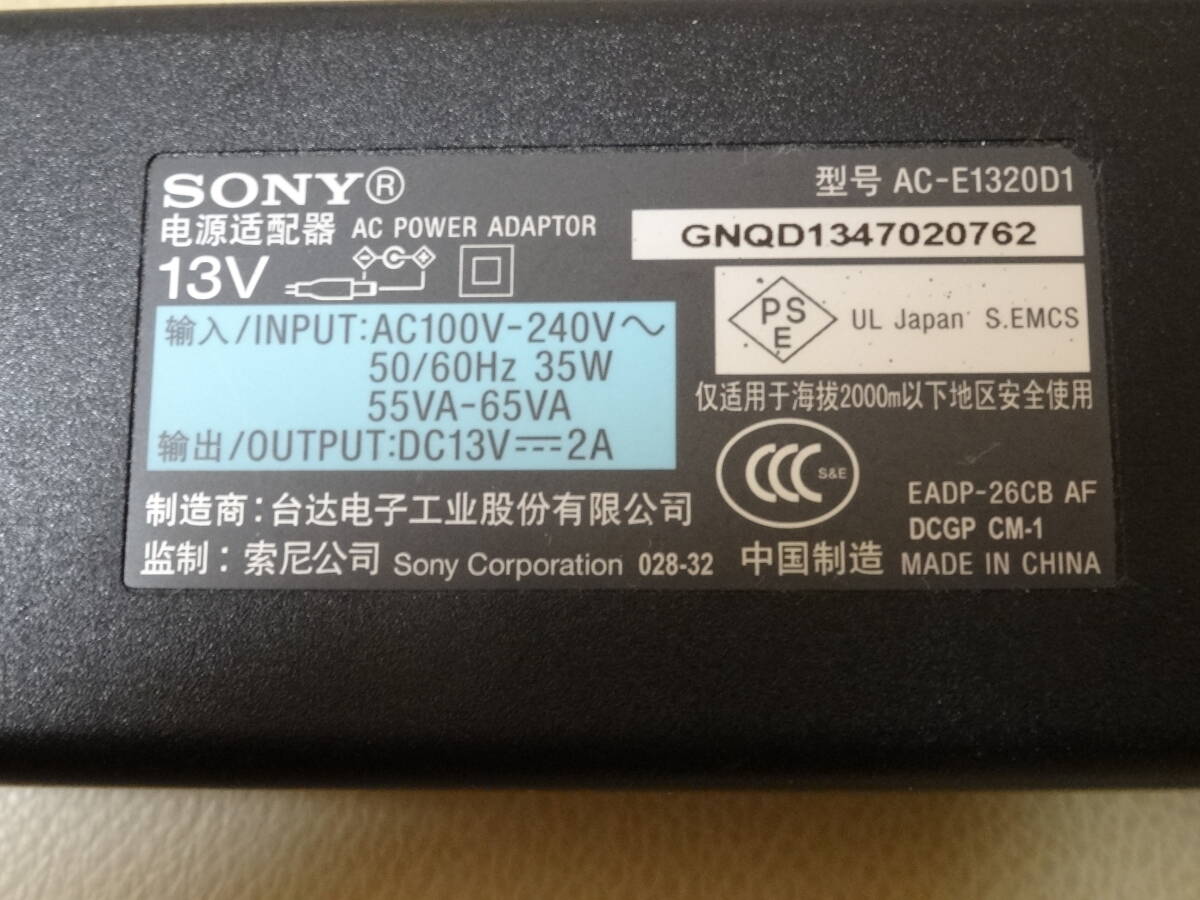 SONY®
型号 AC-E1320D1
电源适配器 AC POWER ADAPTOR
GNQD1347020762
13V
PSE UL Japan S.EMCS
输入/INPUT:AC100V-240V～
50/60Hz 35W
55VA-65VA
输出/OUTPUT:DC13V⎓2A
仅适用于海拔2000m以下地区安全使用
CCC S&E
制造商:台达电子工业股份有限公司
EADP-26CB AF
DCGP CM-1
监制:索尼公司 Sony Corporation 028-32
中国制造 MADE IN CHINA